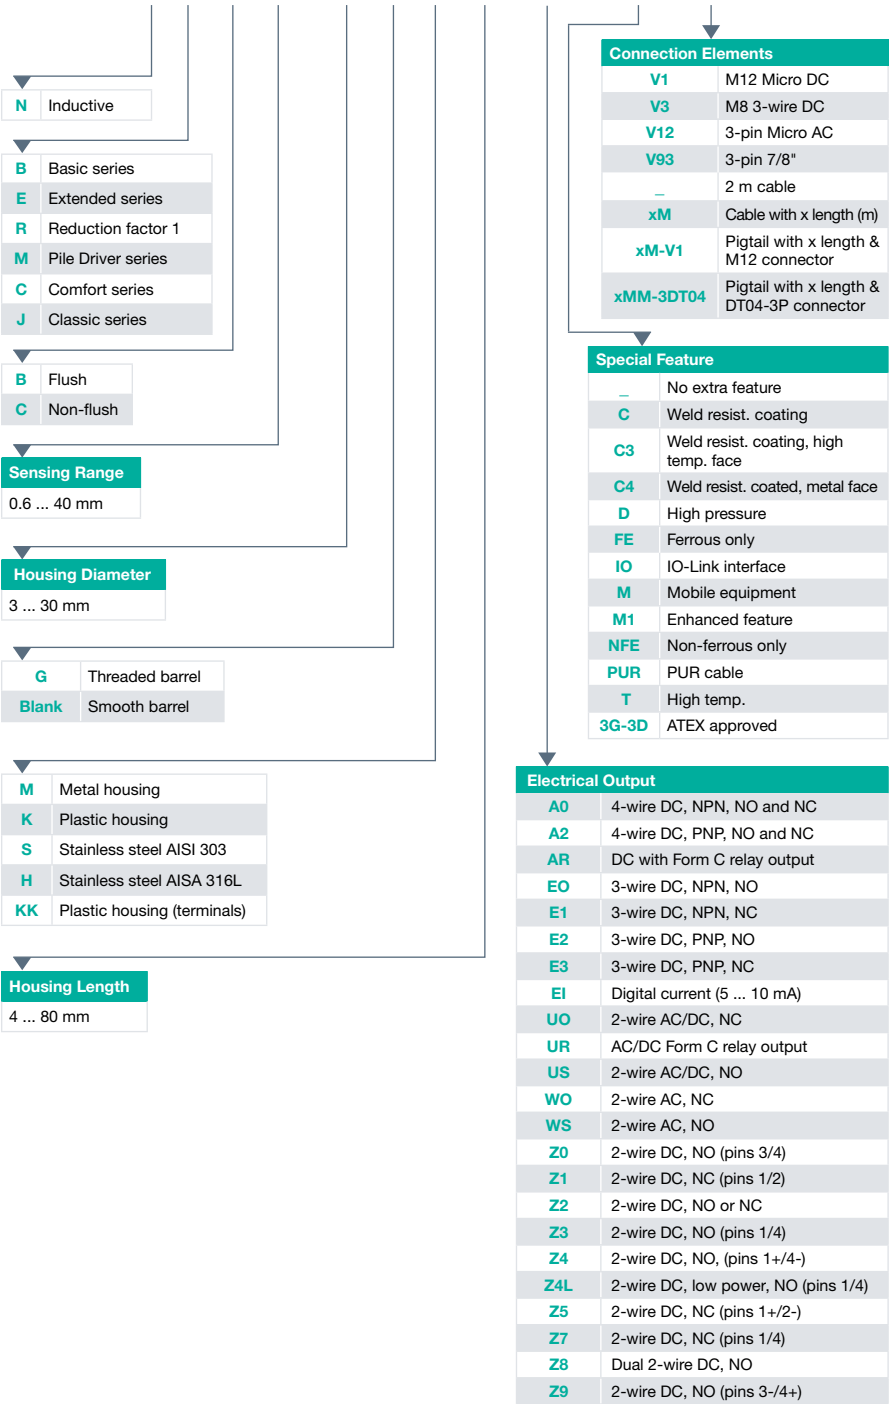 N Inductive
B Basic series
E Extended series
R Reduction factor 1
M Pile Driver series
C Comfort series
J Classic series
B Flush
C Non-flush
Sensing Range
0.6 ... 40 mm
Housing Diameter
3 ... 30 mm
G Threaded barrel
Blank Smooth barrel
M Metal housing
K Plastic housing
S Stainless steel AISI 303
H Stainless steel AISA 316L
KK Plastic housing (terminals)
Housing Length
4 ... 80 mm
Connection Elements
V1 M12 Micro DC
V3 M8 3-wire DC
V12 3-pin Micro AC
V93 3-pin 7/8"
_ 2 m cable
xM Cable with x length (m)
xM-V1 Pigtail with x length &
M12 connector
xMM-3DT04 Pigtail with x length &
DT04-3P connector
Special Feature
_ No extra feature
C Weld resist. coating
C3 Weld resist. coating, high
temp. face
C4 Weld resist. coated, metal face
D High pressure
FE Ferrous only
IO IO-Link interface
M Mobile equipment
M1 Enhanced feature
NFE Non-ferrous only
PUR PUR cable
T High temp.
3G-3D ATEX approved
Electrical Output
A0 4-wire DC, NPN, NO and NC
A2 4-wire DC, PNP, NO and NC
AR DC with Form C relay output
EO 3-wire DC, NPN, NO
E1 3-wire DC, NPN, NC
E2 3-wire DC, PNP, NO
E3 3-wire DC, PNP, NC
EI Digital current (5 ... 10 mA)
UO 2-wire AC/DC, NC
UR AC/DC Form C relay output
US 2-wire AC/DC, NO
WO 2-wire AC, NC
WS 2-wire AC, NO
Z0 2-wire DC, NO (pins 3/4)
Z1 2-wire DC, NC (pins 1/2)
Z2 2-wire DC, NO or NC
Z3 2-wire DC, NO (pins 1/4)
Z4 2-wire DC, NO, (pins 1+/4-)
Z4L 2-wire DC, low power, NO (pins 1/4)
Z5 2-wire DC, NC (pins 1+/2-)
Z7 2-wire DC, NC (pins 1/4)
Z8 Dual 2-wire DC, NO
Z9 2-wire DC, NO (pins 3-/4+)